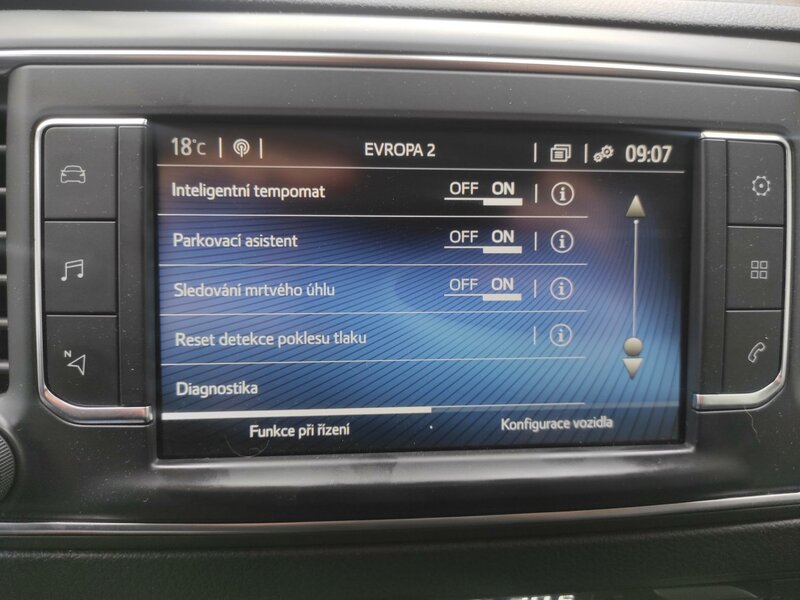 18°C EVROPA 2 09:07
Inteligentní tempomat OFF ON
Parkovací asistent OFF ON
Sledování mrtvého úhlu OFF ON
Reset detekce poklesu tlaku
Diagnostika
Funkce při řízení Konfigurace vozidla
N